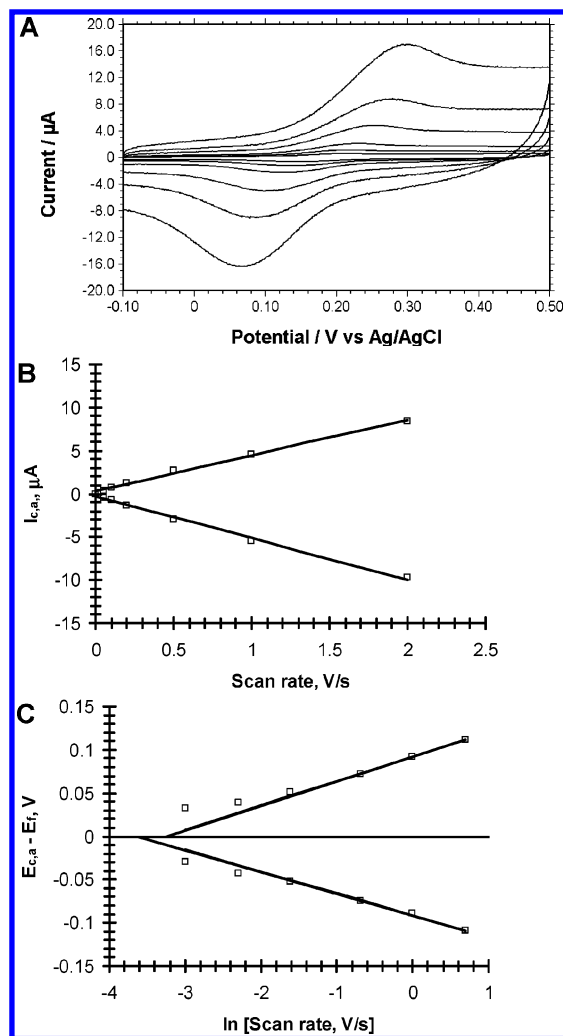 A
20.0
16.0
12.0
8.0
4.0
0
-4.0
-8.0
-12.0
-16.0
20.0
Current / µA
-0.10 0 0.10 0.20 0.30 0.40 0.50
Potential / V vs Ag/AgCl
B
15
10
5
0
-5
-10
-15
Ic,a,, µA
0 0.5 1 1.5 2 2.5
Scan rate, V/s
C
0.15
0.1
0.05
0
-0.05
-0.1
-0.15
Ec,a - Ef, V
-4 -3 -2 -1 0 1
ln [Scan rate, V/s]